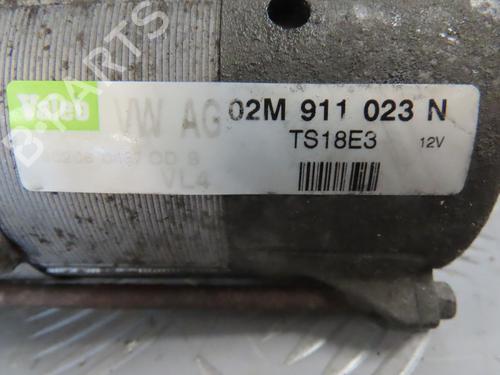 Valeo VW AG 02M 911 023 N
TS18E3 12V
VL4
B-PARTS